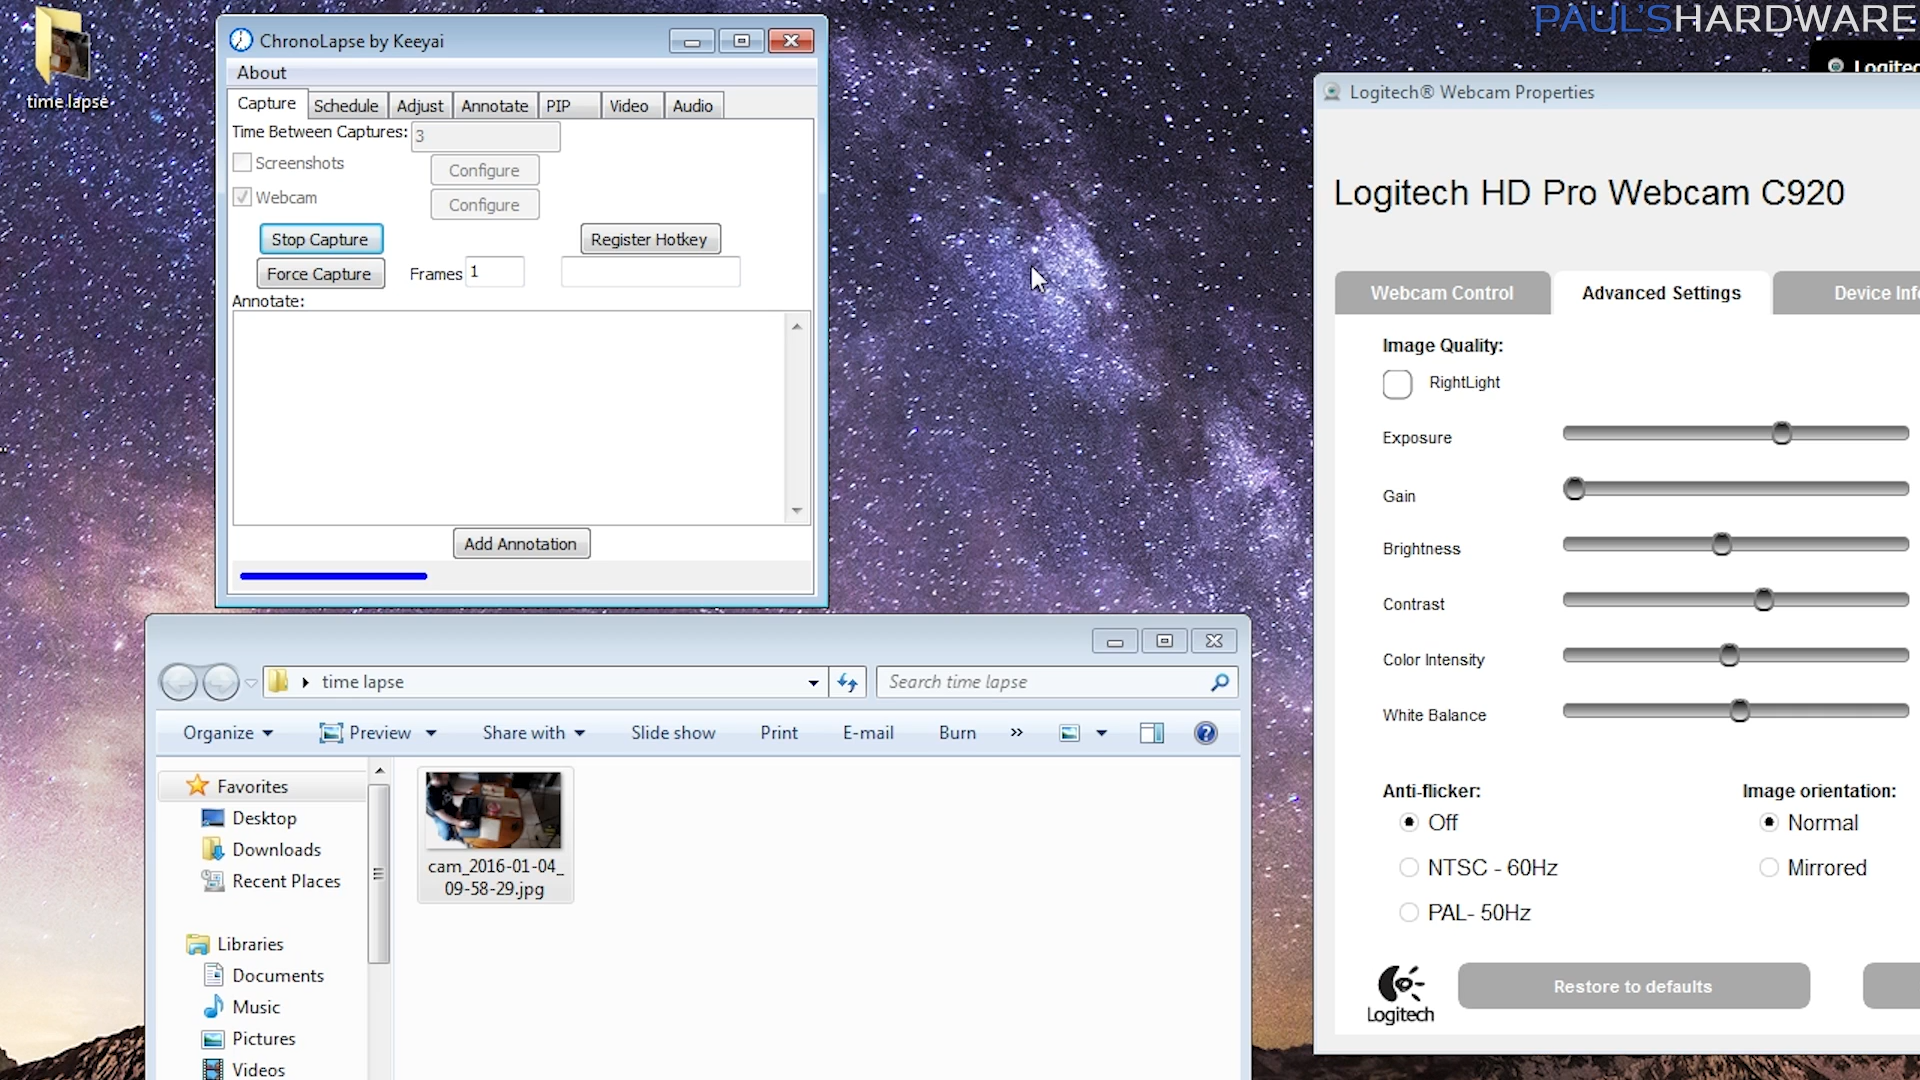 PAUL'SHARDWARE
time lapse
ChronoLapse by Keeyai
About
Capture Schedule Adjust Annotate PIP Video Audio
Time Between Captures: 3
Screenshots Configure
Webcam Configure
Stop Capture Register Hotkey
Force Capture Frames 1
Annotate:
Add Annotation
time lapse Search time lapse
Organize Preview Share with Slide show Print E-mail Burn »
Favorites
Desktop
Downloads
Recent Places
Libraries
Documents
Music
Pictures
Videos
cam_2016-01-04_
09-58-29.jpg
Logitec
Logitech® Webcam Properties
Logitech HD Pro Webcam C920
Webcam Control Advanced Settings Device Info
Image Quality:
RightLight
Exposure
Gain
Brightness
Contrast
Color Intensity
White Balance
Anti-flicker: Image orientation:
Off Normal
NTSC - 60Hz Mirrored
PAL- 50Hz
Logitech
Restore to defaults